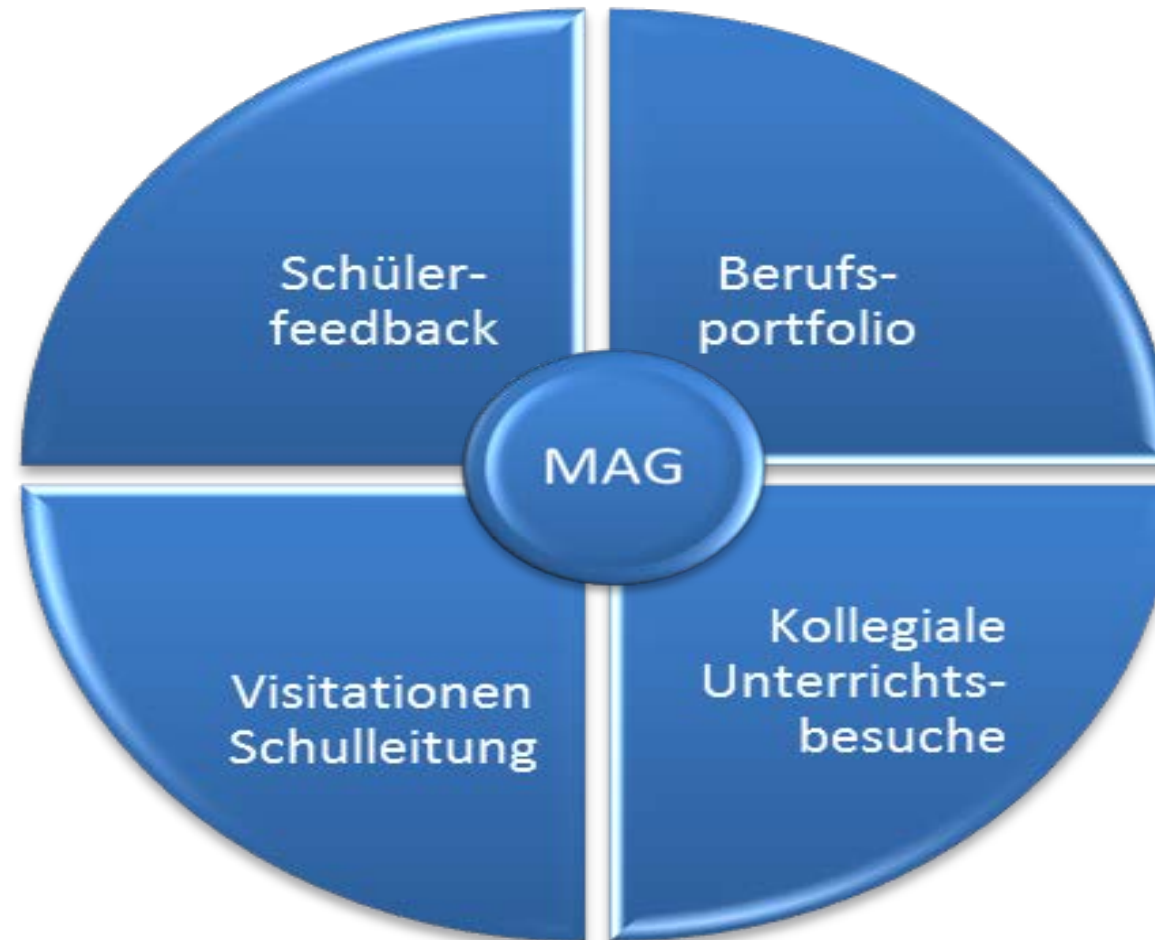 Schüler-
feedback
Berufs-
portfolio
MAG
Visitationen
Schulleitung
Kollegiale
Unterrichts-
besuche